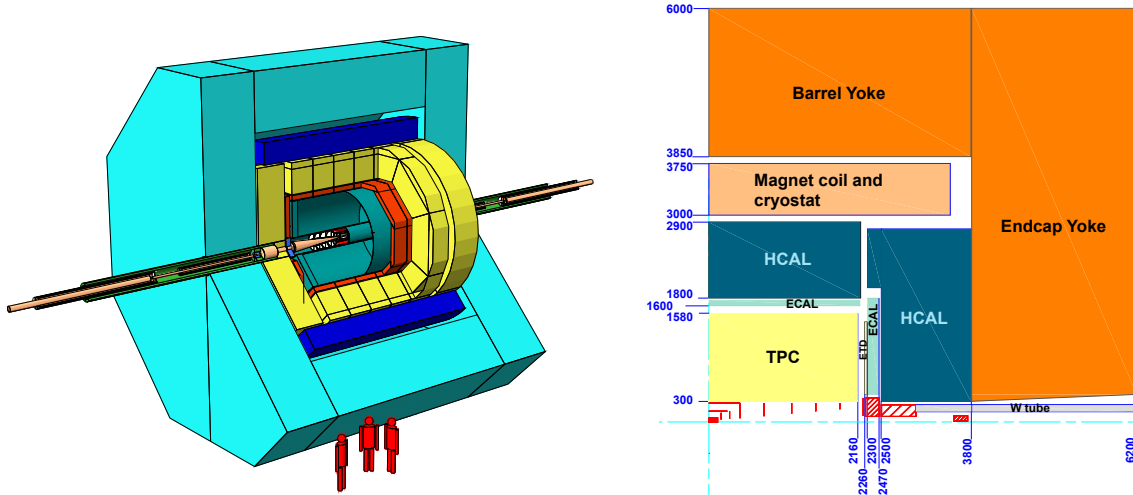 6000
Barrel Yoke
3850
3750
Magnet coil and
cryostat
3000
2900
Endcap Yoke
HCAL
1800
ECAL
1600
1580
ECAL
HCAL
ETD
TPC
300
W tube
2160
2260
2300
2470
2500
3800
6200